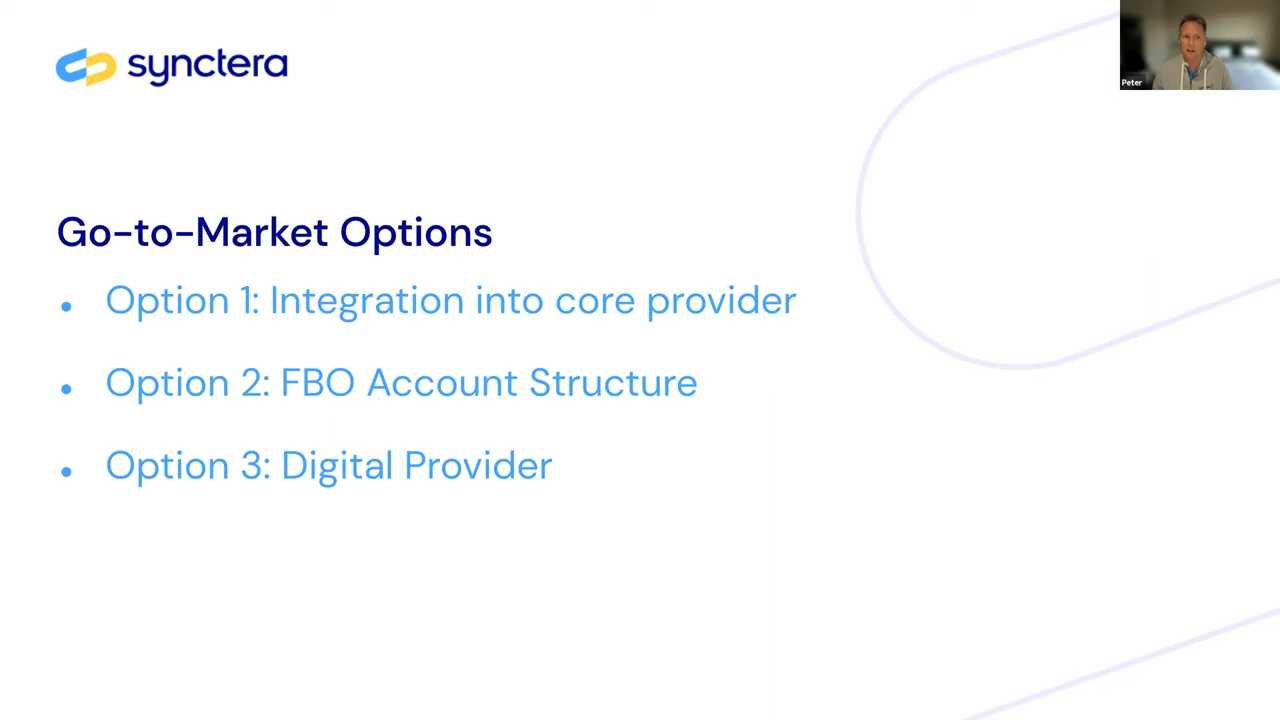 synctera
Peter
Go-to-Market Options
• Option 1: Integration into core provider
• Option 2: FBO Account Structure
• Option 3: Digital Provider